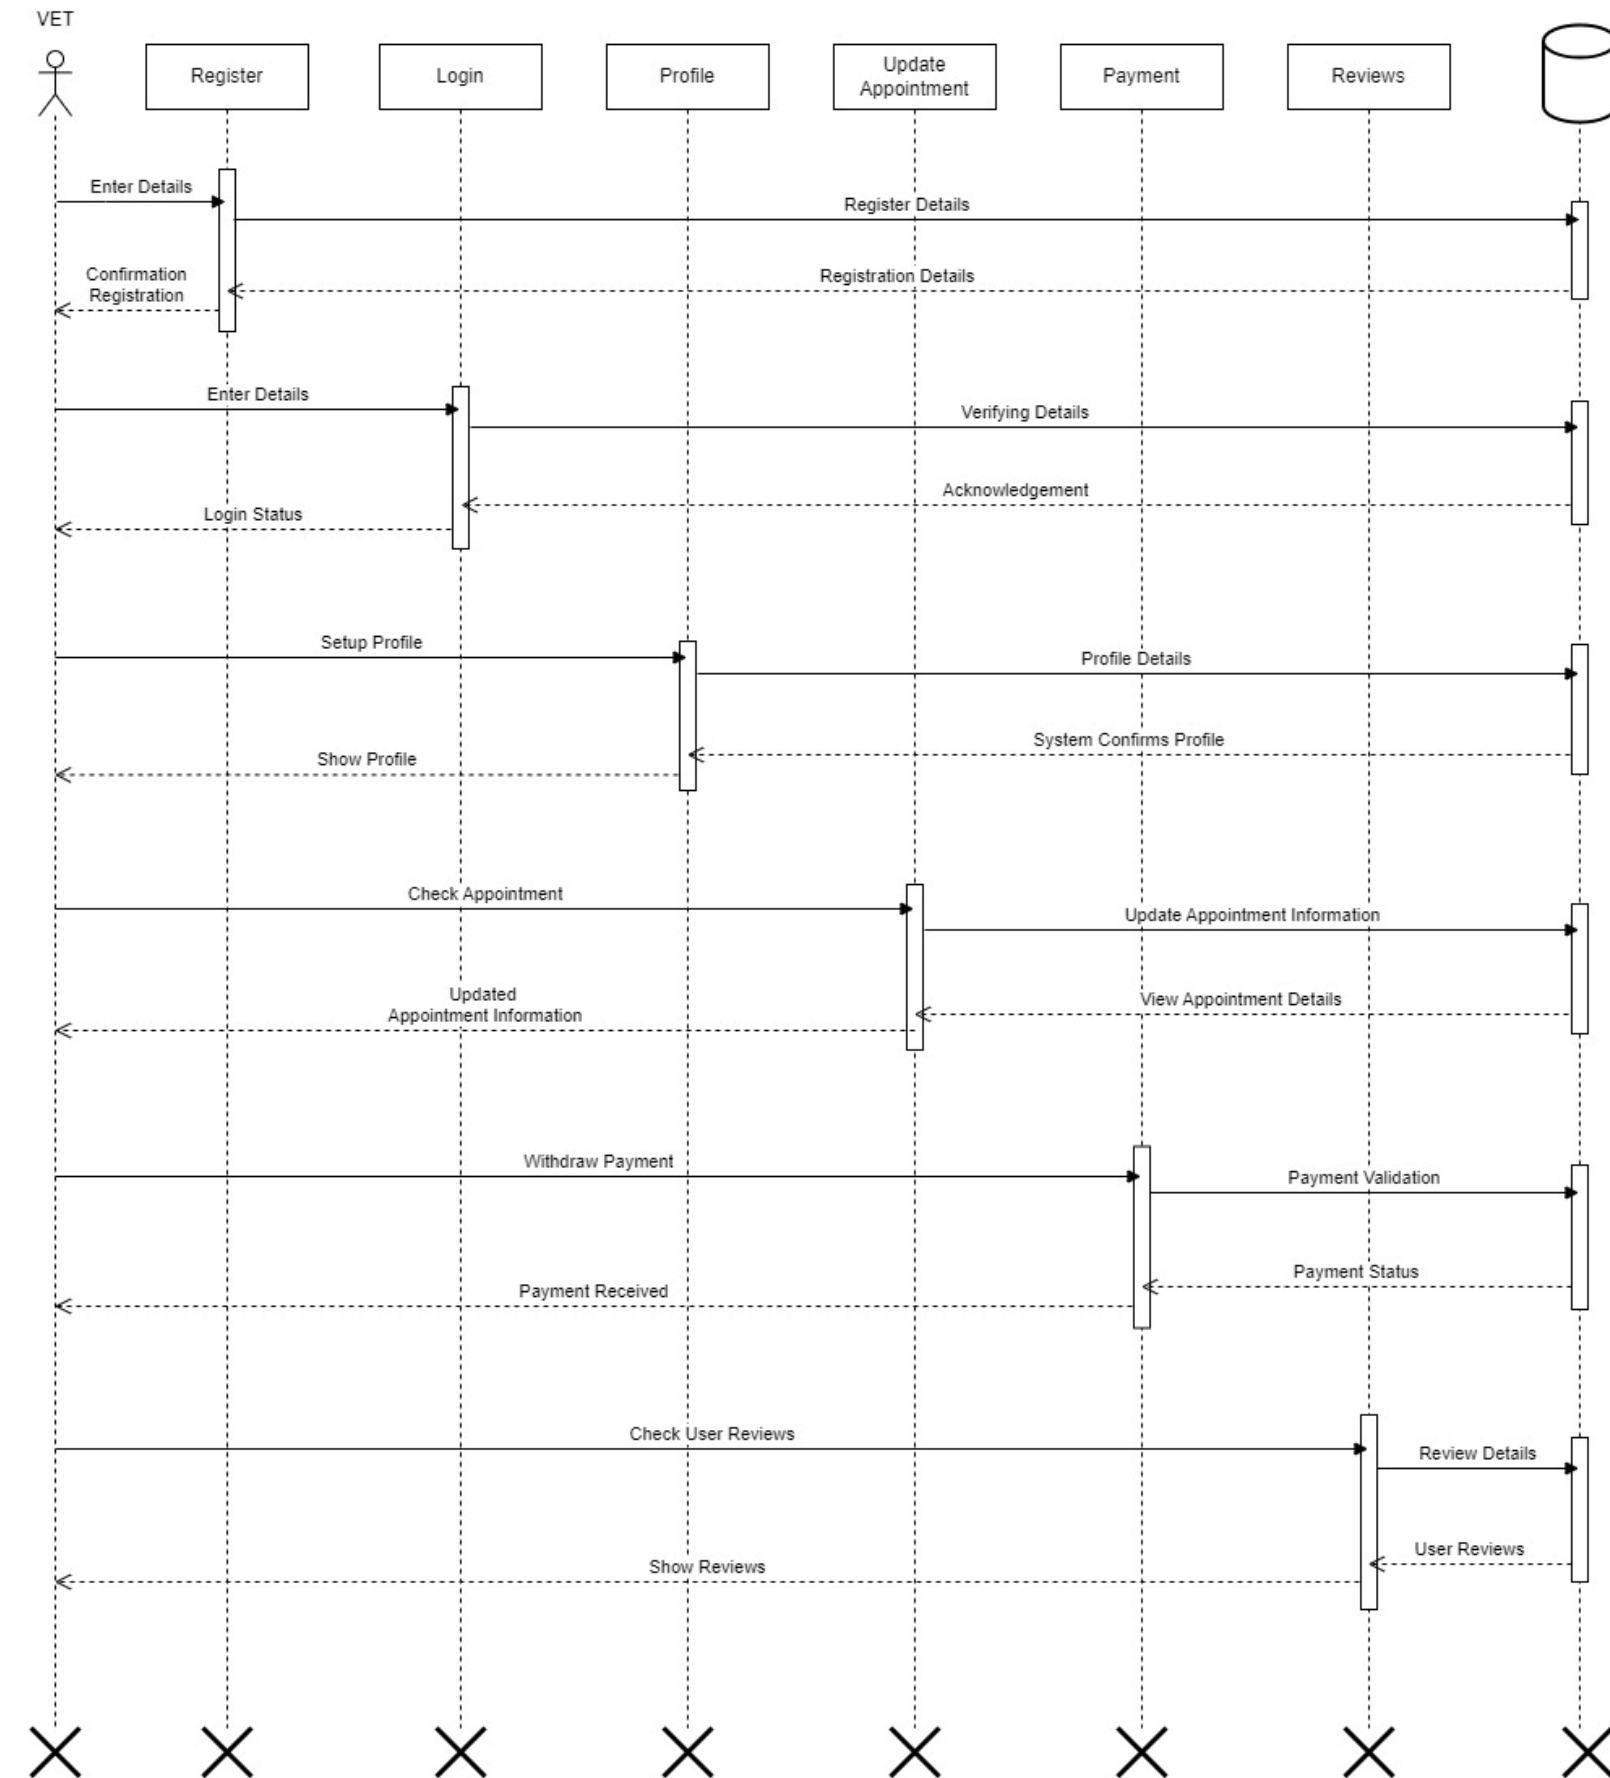 VET
Register
Login
Profile
Update
Appointment
Payment
Reviews
Enter Details
Register Details
Confirmation
Registration
Registration Details
Enter Details
Verifying Details
Acknowledgement
Login Status
Setup Profile
Profile Details
System Confirms Profile
Show Profile
Check Appointment
Update Appointment Information
Updated
Appointment Information
View Appointment Details
Withdraw Payment
Payment Validation
Payment Status
Payment Received
Check User Reviews
Review Details
User Reviews
Show Reviews